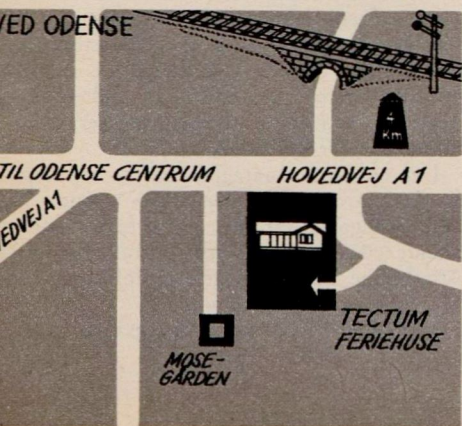 VED ODENSE
4
Km
TIL ODENSE CENTRUM
HOVEDVEJ A1
HOVEDVEJ A1
TECTUM
FERIEHUSE
MOSE-
GÅRDEN